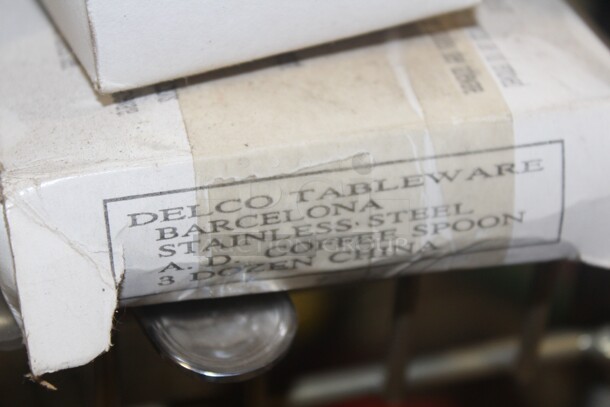 DELCO TABLEWARE
BARCELONA
STAINLESS STEEL
A. D. COFFEE SPOON
3 DOZEN CHINA